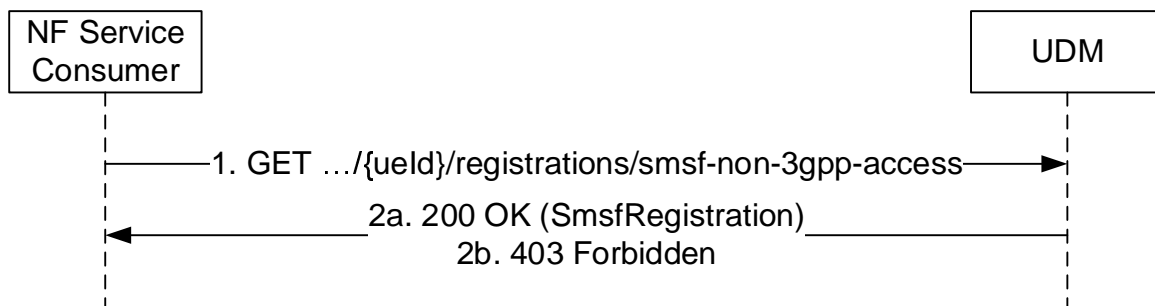 NF Service
Consumer
UDM
1. GET …/{ueId}/registrations/smsf-non-3gpp-access
2a. 200 OK (SmsfRegistration)
2b. 403 Forbidden